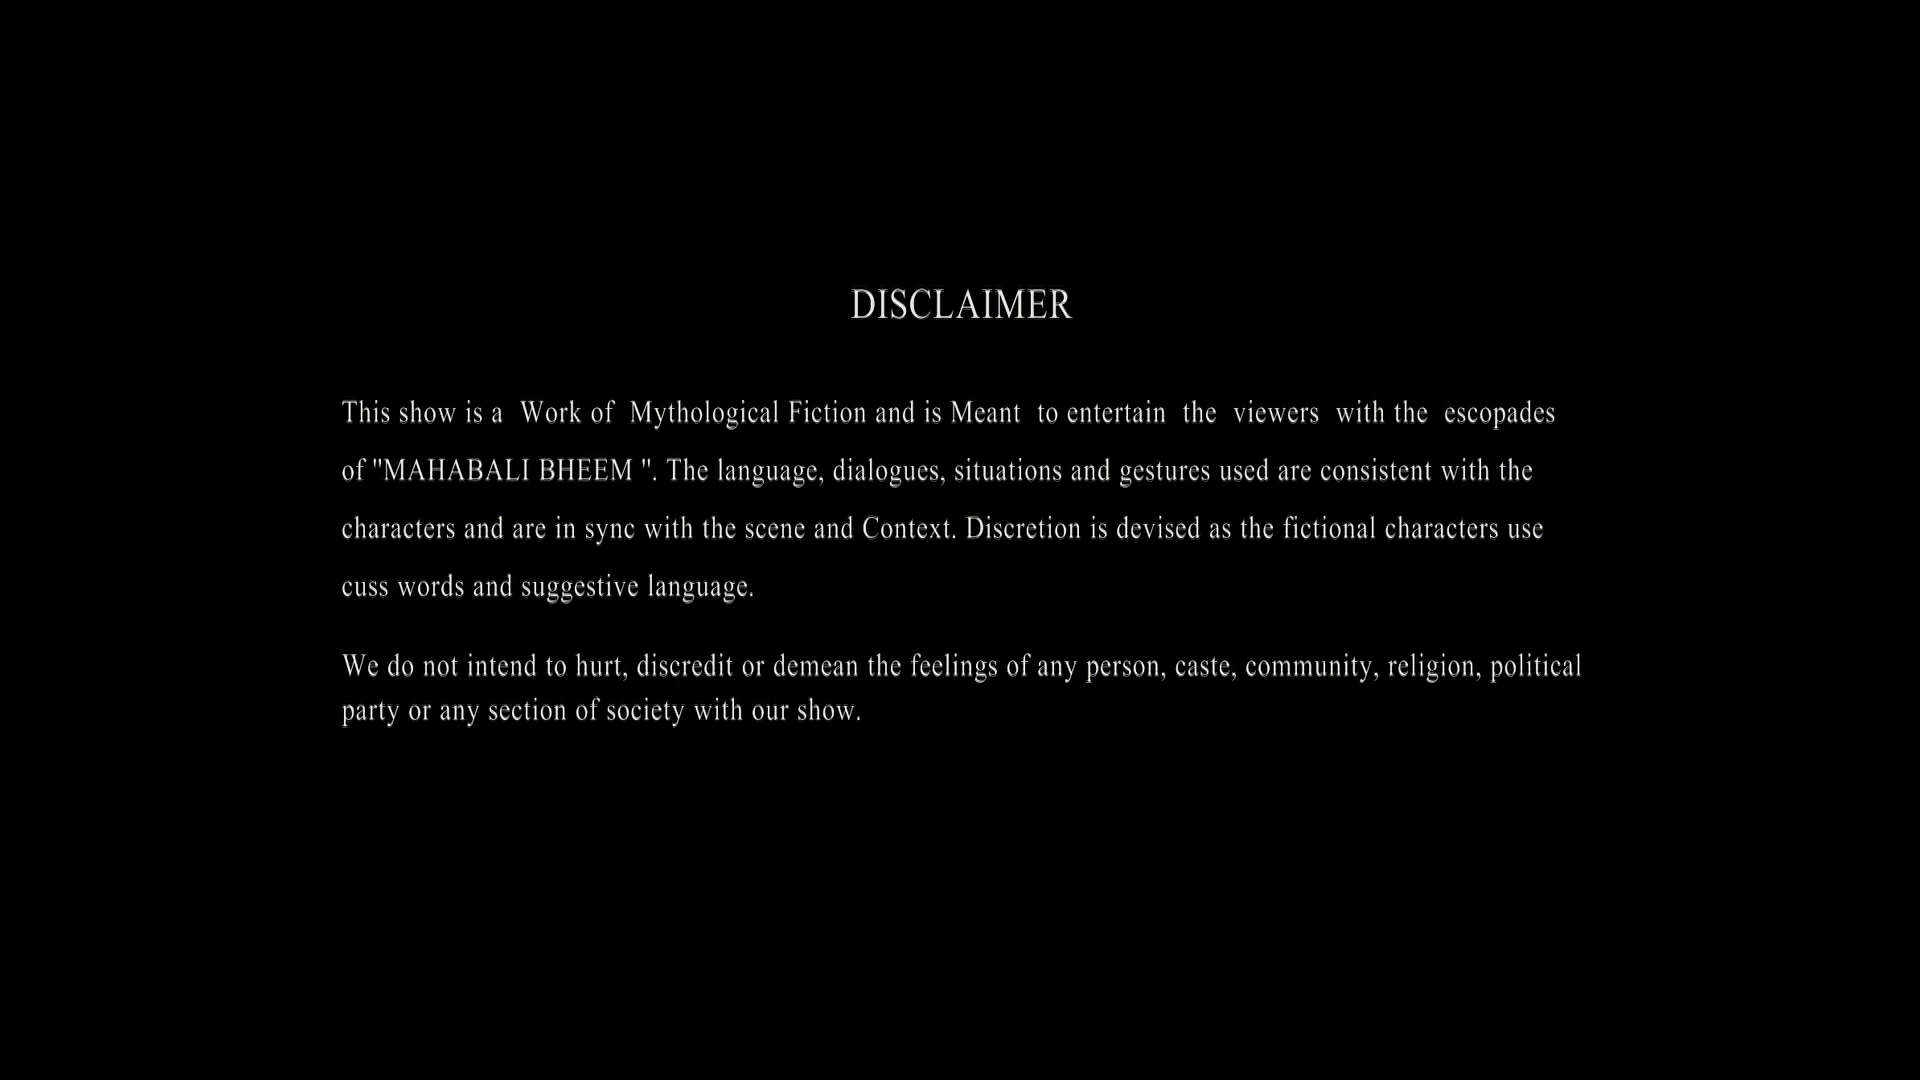 DISCLAIMER
This show is a Work of Mythological Fiction and is Meant to entertain the viewers with the escopades
of "MAHABALI BHEEM ". The language, dialogues, situations and gestures used are consistent with the
characters and are in sync with the scene and Context. Discretion is devised as the fictional characters use
cuss words and suggestive language.
We do not intend to hurt, discredit or demean the feelings of any person, caste, community, religion, political
party or any section of society with our show.